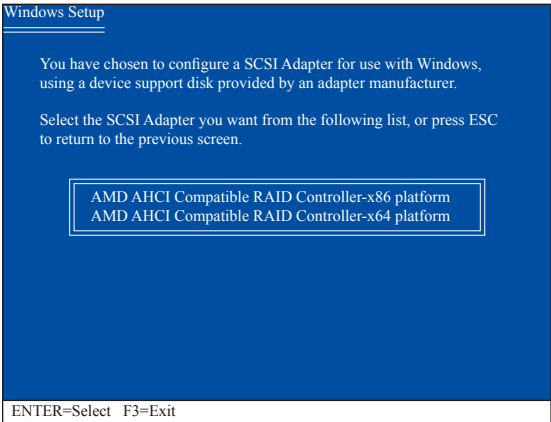 Windows Setup
You have chosen to configure a SCSI Adapter for use with Windows,
using a device support disk provided by an adapter manufacturer.
Select the SCSI Adapter you want from the following list, or press ESC
to return to the previous screen.
AMD AHCI Compatible RAID Controller-x86 platform
AMD AHCI Compatible RAID Controller-x64 platform
ENTER=Select F3=Exit